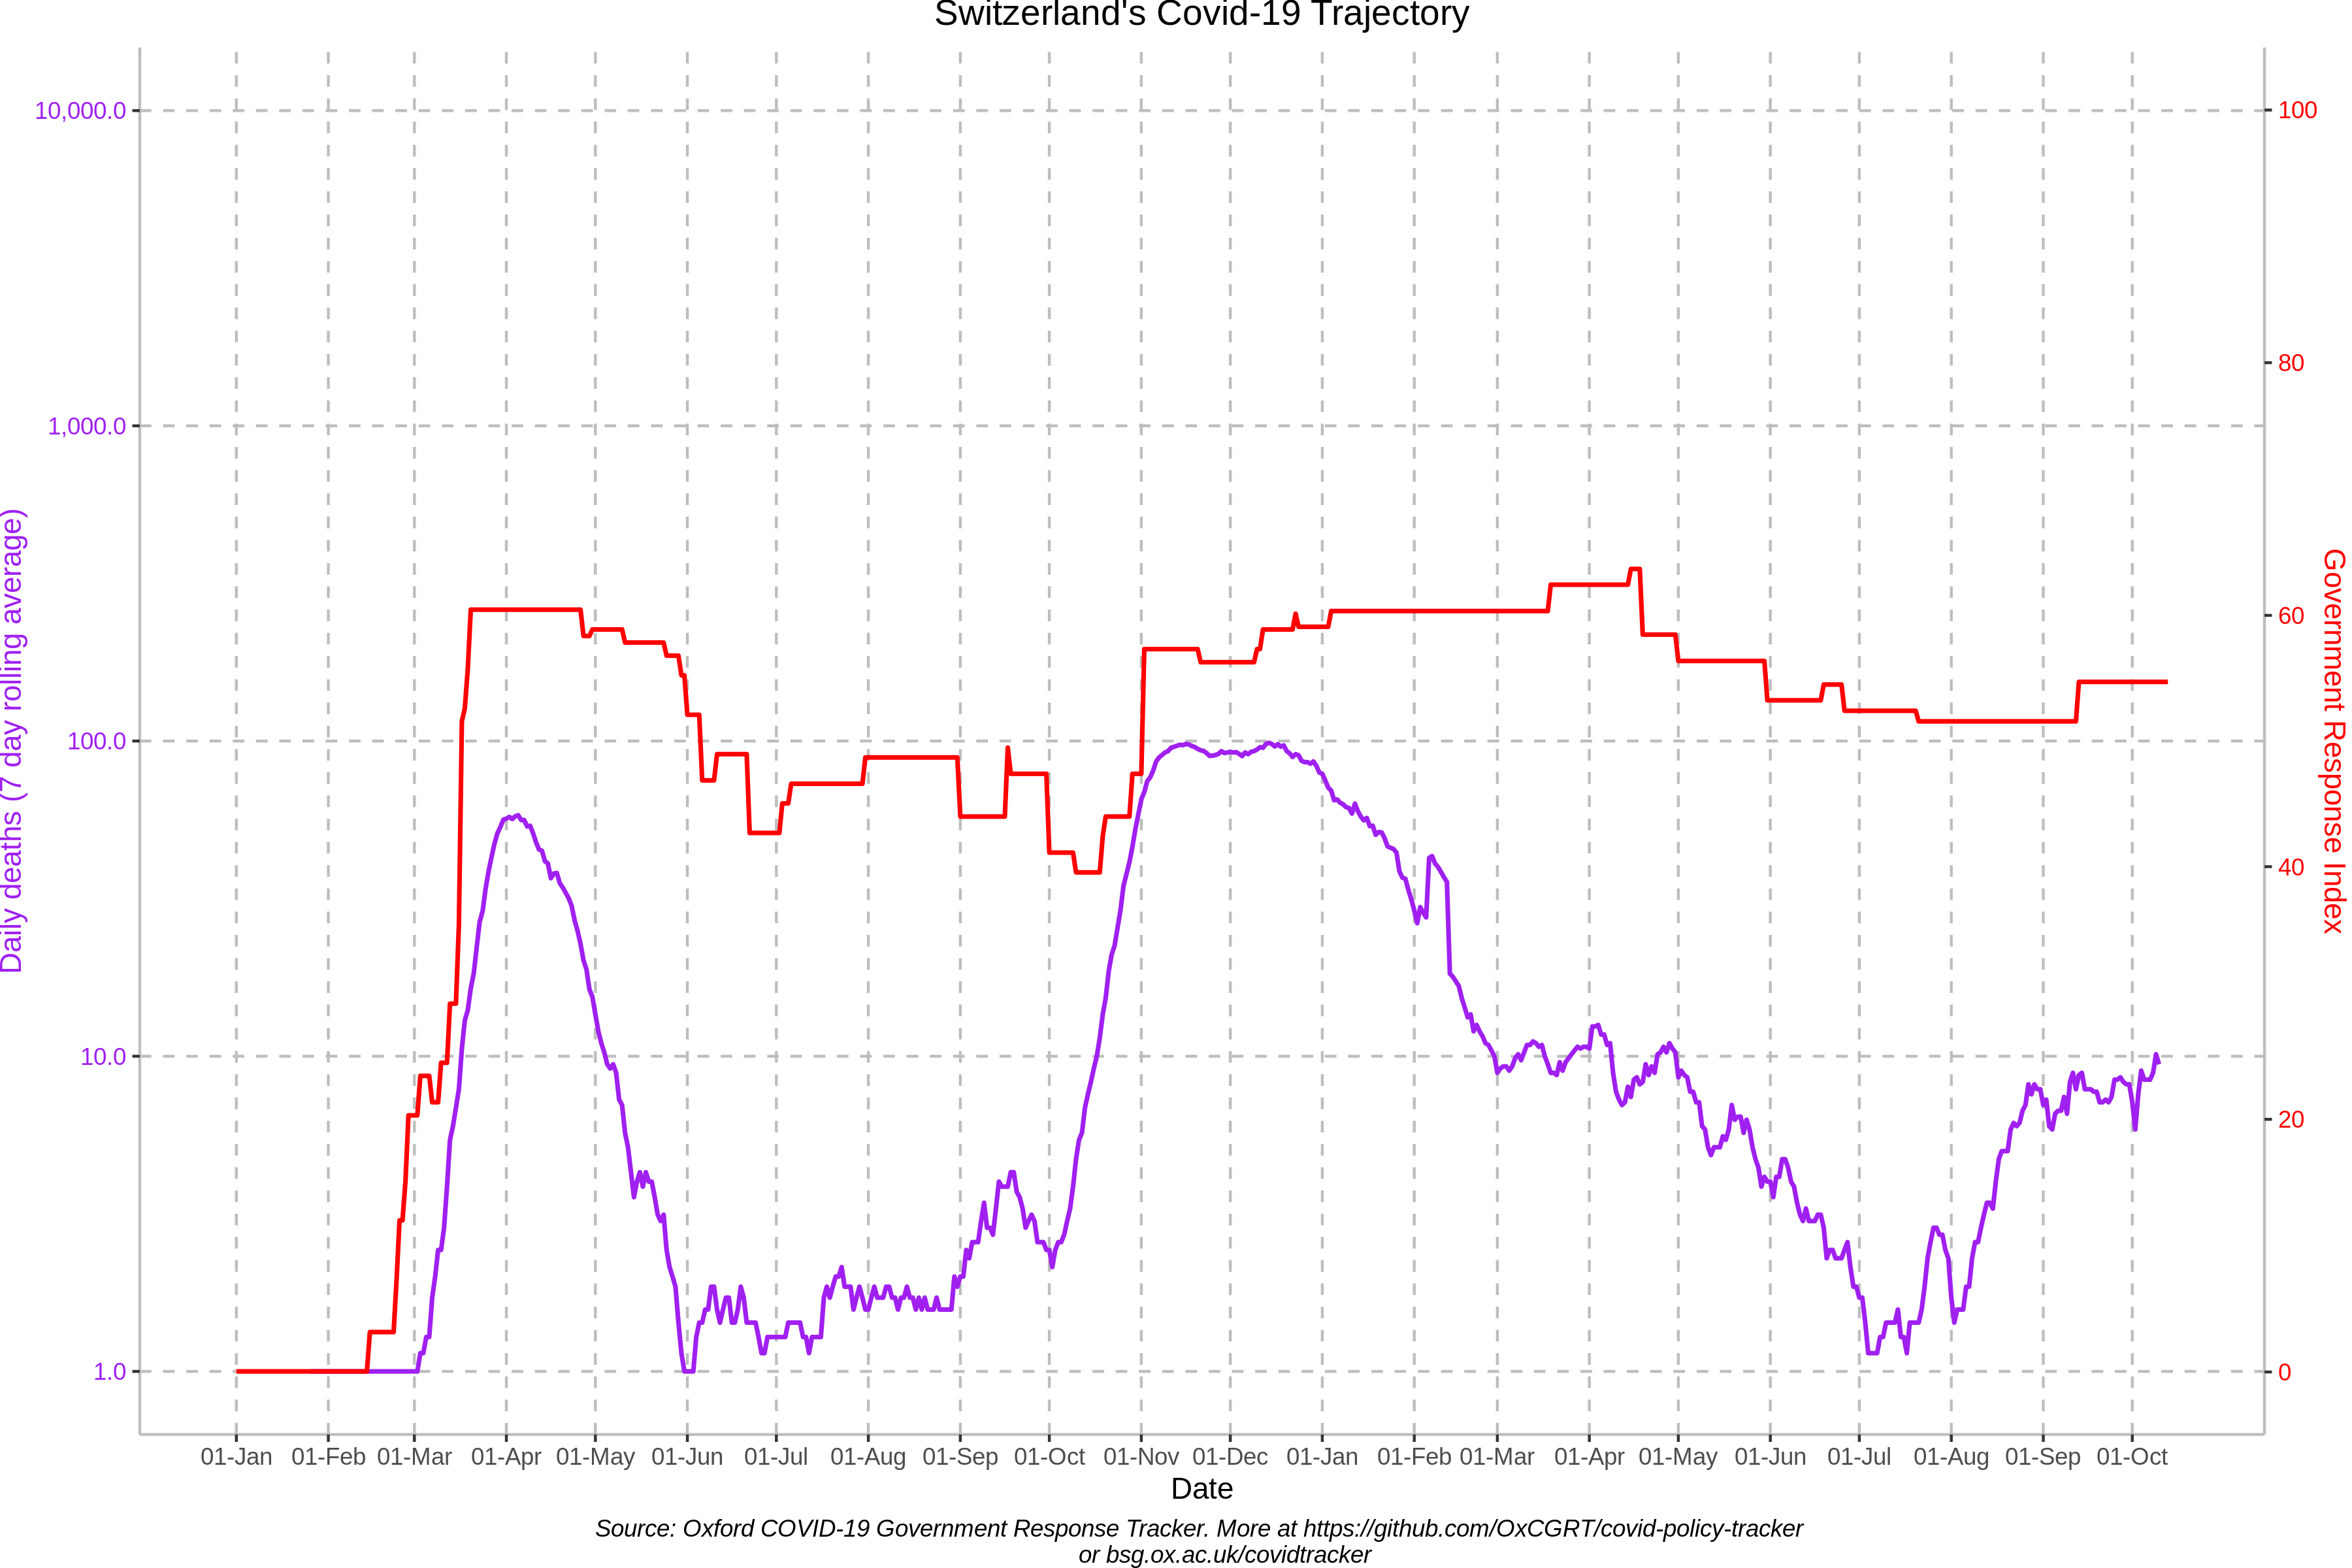 Switzerland's Covid-19 Trajectory
10,000.0
1,000.0
100.0
10.0
1.0
Daily deaths (7 day rolling average)
100
80
60
40
20
0
Government Response Index
01-Jan 01-Feb 01-Mar 01-Apr 01-May 01-Jun 01-Jul 01-Aug 01-Sep 01-Oct 01-Nov 01-Dec 01-Jan 01-Feb 01-Mar 01-Apr 01-May 01-Jun 01-Jul 01-Aug 01-Sep 01-Oct
Date
Source: Oxford COVID-19 Government Response Tracker. More at https://github.com/OxCGRT/covid-policy-tracker
or bsg.ox.ac.uk/covidtracker